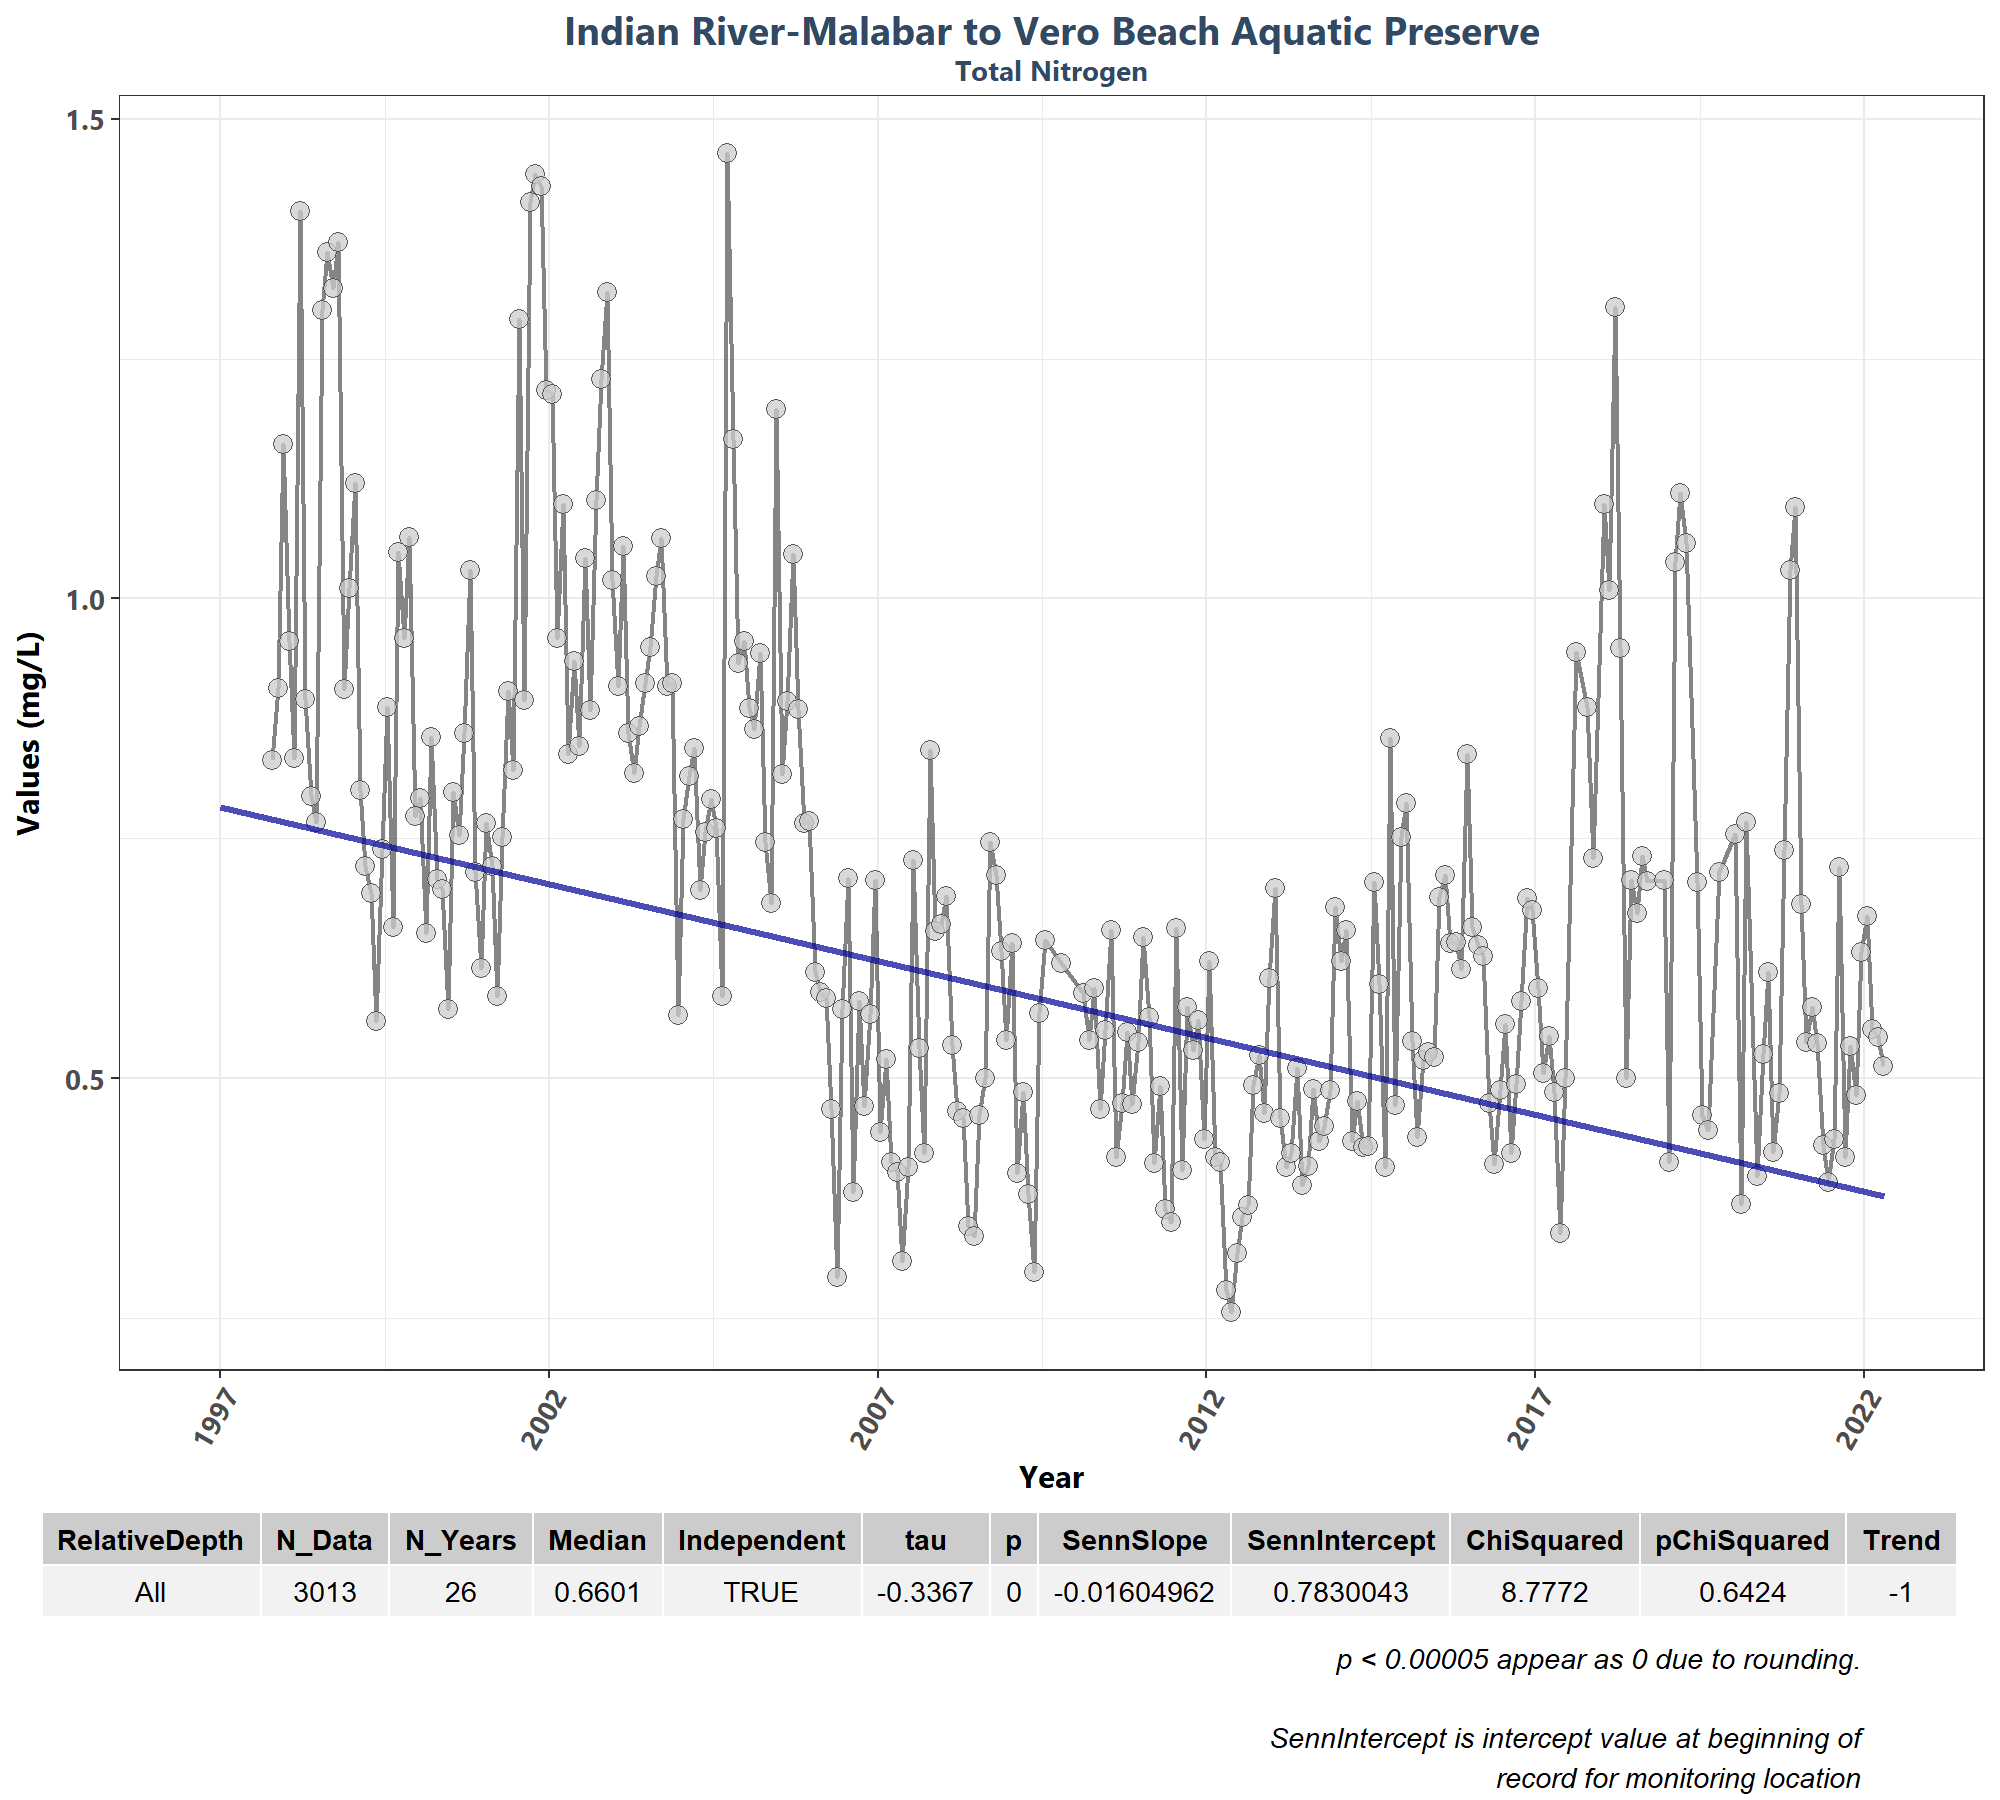 Indian River-Malabar to Vero Beach Aquatic Preserve
Total Nitrogen
1.5
1.0
0.5
Values (mg/L)
1997 2002 2007 2012 2017 2022
Year
RelativeDepth N_Data N_Years Median Independent tau p SennSlope SennIntercept ChiSquared pChiSquared Trend
All 3013 26 0.6601 TRUE -0.3367 0 -0.01604962 0.7830043 8.7772 0.6424 -1
p < 0.00005 appear as 0 due to rounding.
SennIntercept is intercept value at beginning of
record for monitoring location